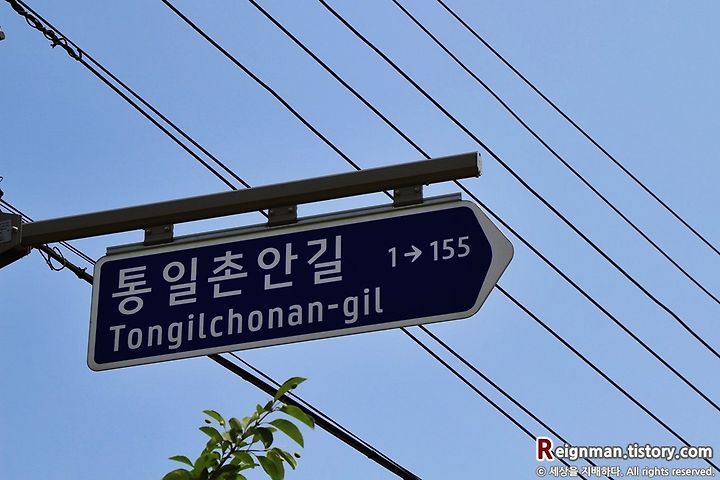 통일촌안길 1→155
Tongilchonan-gil
Reignman.tistory.com
© 세상을 지배하다. All rights reserved.